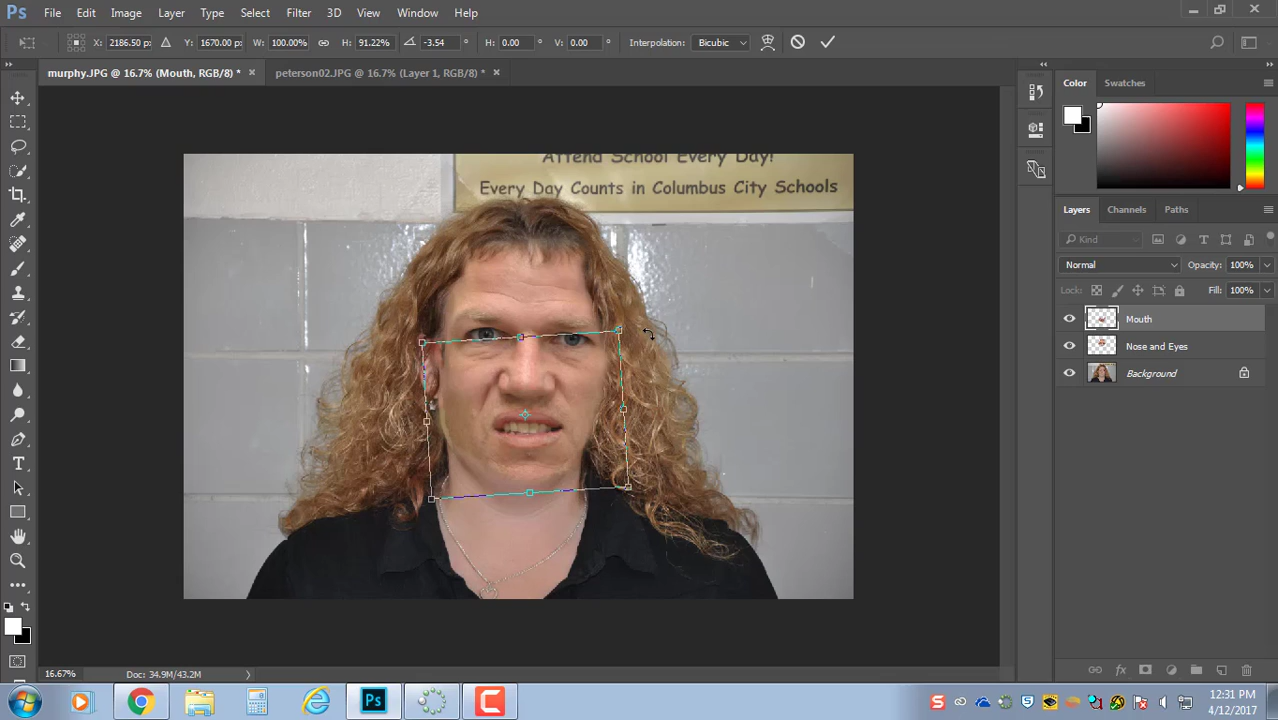 Ps File Edit Image Layer Type Select Filter 3D View Window Help
X: 2186.50 px Y: 1670.00 px W: 100.00% H: 91.22% -3.54 ° H: 0.00 ° V: 0.00 ° Interpolation: Bicubic
murphy.JPG @ 16.7% (Mouth, RGB/8) * × peterson02.JPG @ 16.7% (Layer 1, RGB/8) * ×
Attend School Every Day!
Every Day Counts in Columbus City Schools
Color Swatches
Layers Channels Paths
Kind
Normal Opacity: 100%
Lock: Fill: 100%
Mouth
Nose and Eyes
Background
16.67% Doc: 34.9M/43.2M
Ps
12:31 PM
4/12/2017